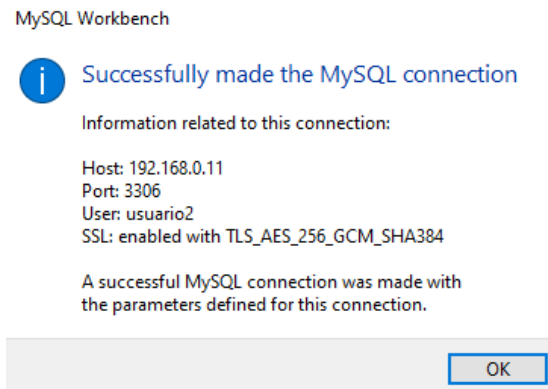 MySQL Workbench
Successfully made the MySQL connection
Information related to this connection:
Host: 192.168.0.11
Port: 3306
User: usuario2
SSL: enabled with TLS_AES_256_GCM_SHA384
A successful MySQL connection was made with
the parameters defined for this connection.
OK